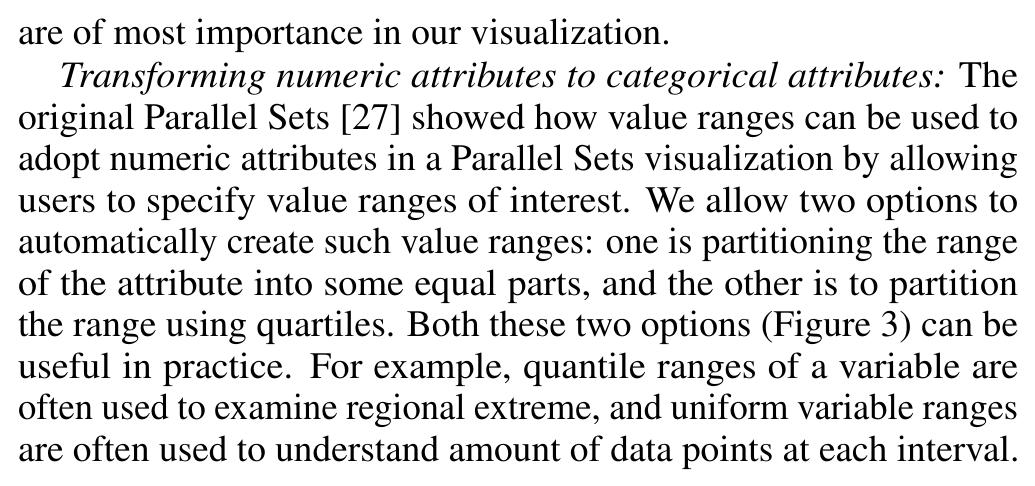 are of most importance in our visualization.
Transforming numeric attributes to categorical attributes: The
original Parallel Sets [27] showed how value ranges can be used to
adopt numeric attributes in a Parallel Sets visualization by allowing
users to specify value ranges of interest. We allow two options to
automatically create such value ranges: one is partitioning the range
of the attribute into some equal parts, and the other is to partition
the range using quartiles. Both these two options (Figure 3) can be
useful in practice. For example, quantile ranges of a variable are
often used to examine regional extreme, and uniform variable ranges
are often used to understand amount of data points at each interval.